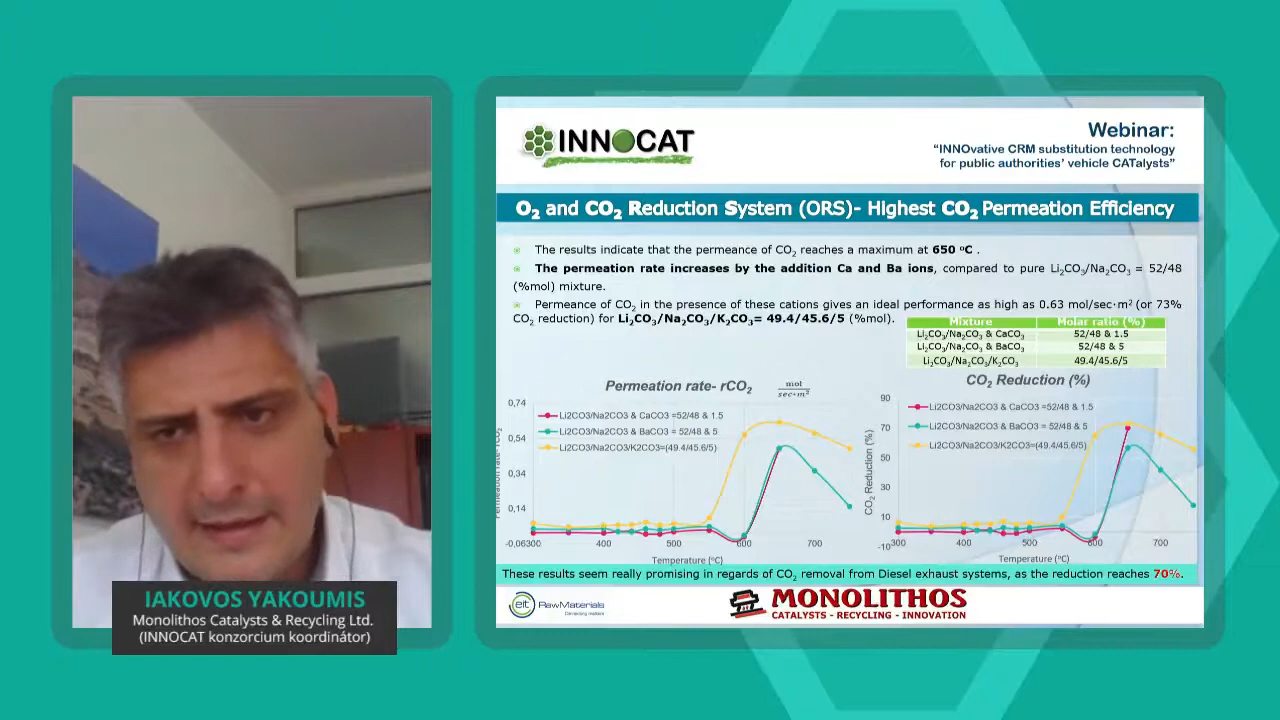 INNOCAT
Webinar:
“INNOvative CRM substitution technology
for public authorities’ vehicle CATalysts”
O₂ and CO₂ Reduction System (ORS)- Highest CO₂ Permeation Efficiency
The results indicate that the permeance of CO₂ reaches a maximum at 650 ºC .
The permeation rate increases by the addition Ca and Ba ions, compared to pure Li₂CO₃/Na₂CO₃ = 52/48
(%mol) mixture.
Permeance of CO₂ in the presence of these cations gives an ideal performance as high as 0.63 mol/sec·m² (or 73%
CO₂ reduction) for Li₂CO₃/Na₂CO₃/K₂CO₃= 49.4/45.6/5 (%mol).
Mixture Molar ratio (%)
Li₂CO₃/Na₂CO₃ & CaCO₃ 52/48 & 1.5
Li₂CO₃/Na₂CO₃ & BaCO₃ 52/48 & 5
Li₂CO₃/Na₂CO₃/K₂CO₃ 49.4/45.6/5
Permeation rate- rCO₂ mol
sec·m²
0,74
0,54
0,34
0,14
-0,06
Permeation rate- rCO₂
Li2CO3/Na2CO3 & CaCO3 =52/48 & 1.5
Li2CO3/Na2CO3 & BaCO3 = 52/48 & 5
Li2CO3/Na2CO3/K2CO3=(49.4/45.6/5)
300 400 500 600 700
Temperature (ºC)
CO₂ Reduction (%)
90
70
50
30
10
-10
CO₂ Reduction (%)
Li2CO3/Na2CO3 & CaCO3 =52/48 & 1.5
Li2CO3/Na2CO3 & BaCO3 = 52/48 & 5
Li2CO3/Na2CO3/K2CO3=(49.4/45.6/5)
300 400 500 600 700
Temperature (ºC)
These results seem really promising in regards of CO₂ removal from Diesel exhaust systems, as the reduction reaches 70%.
eit RawMaterials
Connecting matters
MONOLITHOS
CATALYSTS - RECYCLING - INNOVATION
IAKOVOS YAKOUMIS
Monolithos Catalysts & Recycling Ltd.
(INNOCAT konzorcium koordinátor)